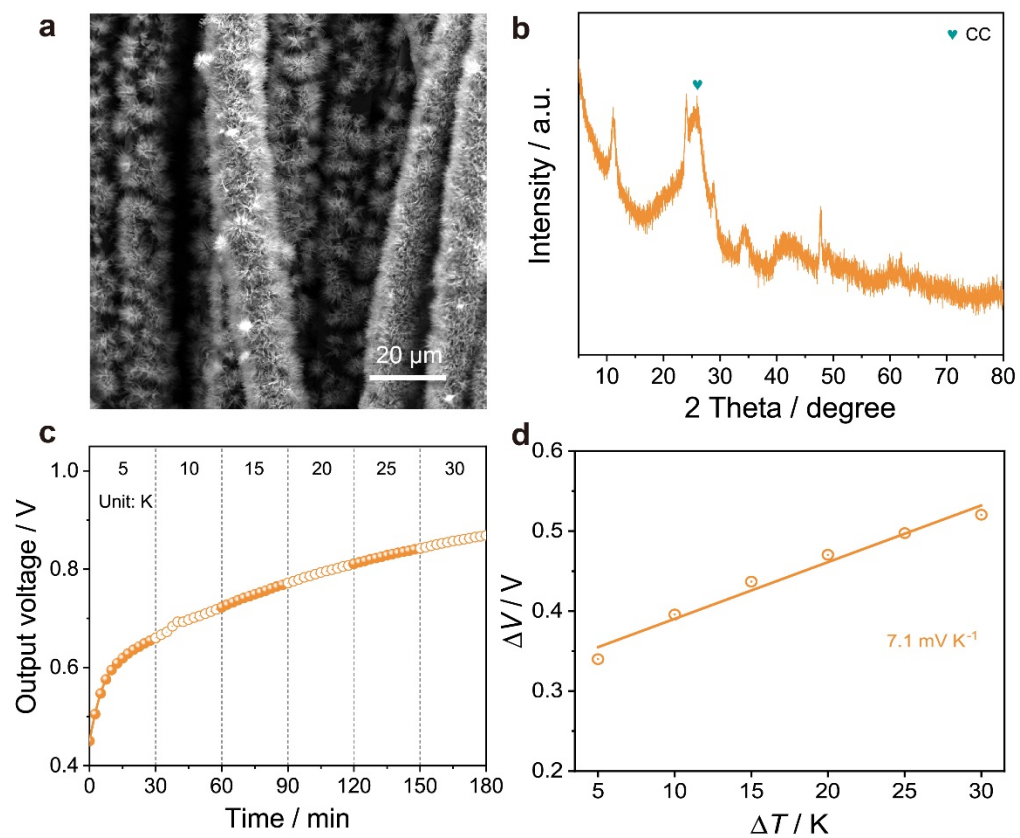 a
20 μm
b
♥ CC
Intensity / a.u.
10 20 30 40 50 60 70 80
2 Theta / degree
c
1.0
0.8
0.6
0.4
5 10 15 20 25 30
Unit: K
Output voltage / V
0 30 60 90 120 150 180
Time / min
d
0.6
0.5
0.4
0.3
0.2
ΔV / V
7.1 mV K⁻¹
5 10 15 20 25 30
ΔT / K